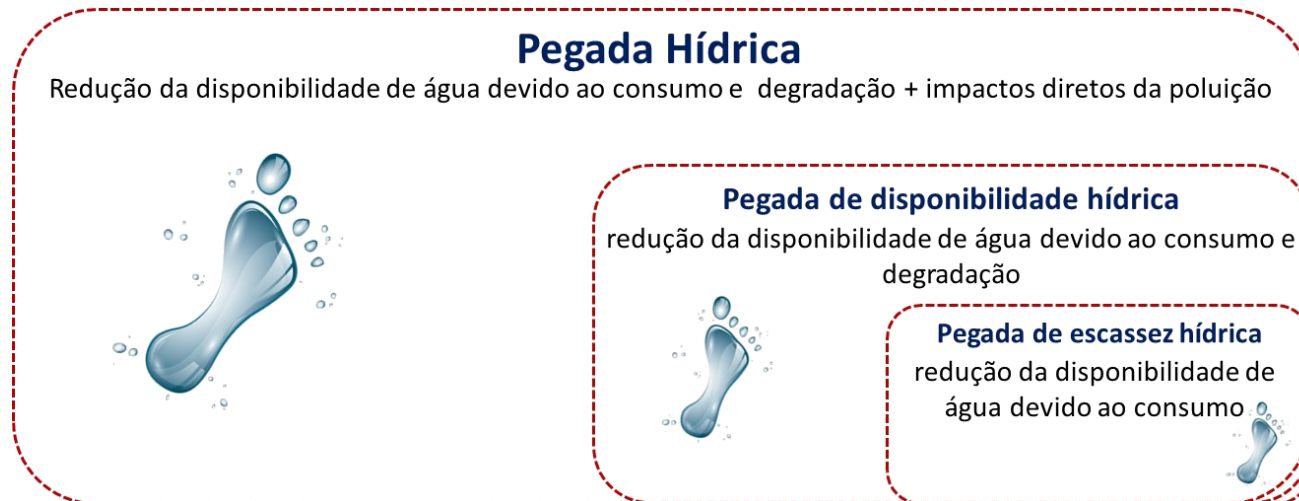 Pegada Hídrica
Redução da disponibilidade de água devido ao consumo e degradação + impactos diretos da poluição
Pegada de disponibilidade hídrica
redução da disponibilidade de água devido ao consumo e
degradação
Pegada de escassez hídrica
redução da disponibilidade de
água devido ao consumo